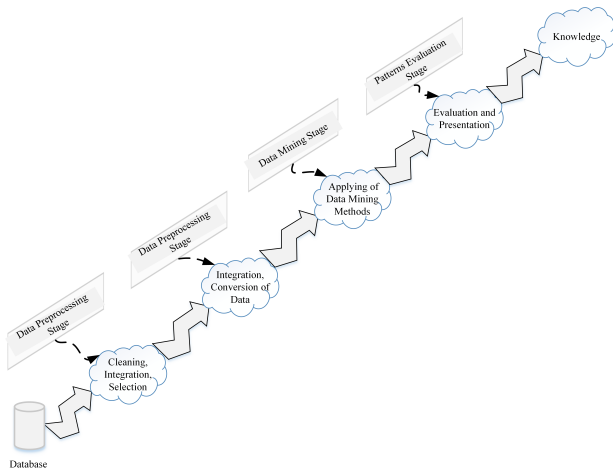 Knowledge
Patterns Evaluation
Stage
Evaluation and
Presentation
Data Mining Stage
Applying of
Data Mining
Methods
Data Preprocessing
Stage
Integration,
Conversion of
Data
Data Preprocessing
Stage
Cleaning,
Integration,
Selection
Database